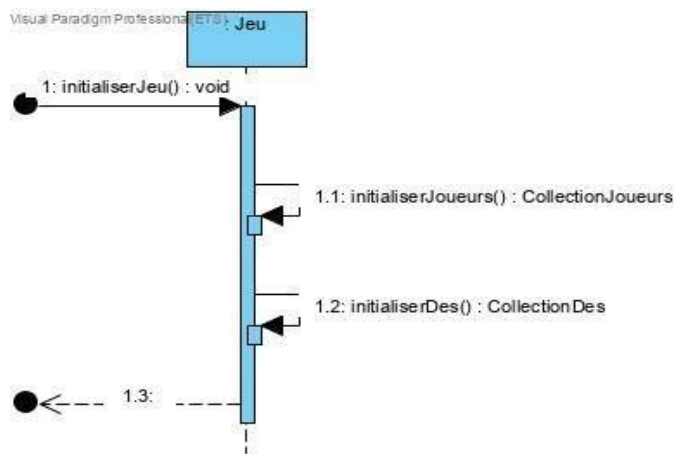 Visual Paradigm Professional(ETS)
: Jeu
1: initialiserJeu() : void
1.1: initialiserJoueurs() : CollectionJoueurs
1.2: initialiserDes() : CollectionDes
1.3: